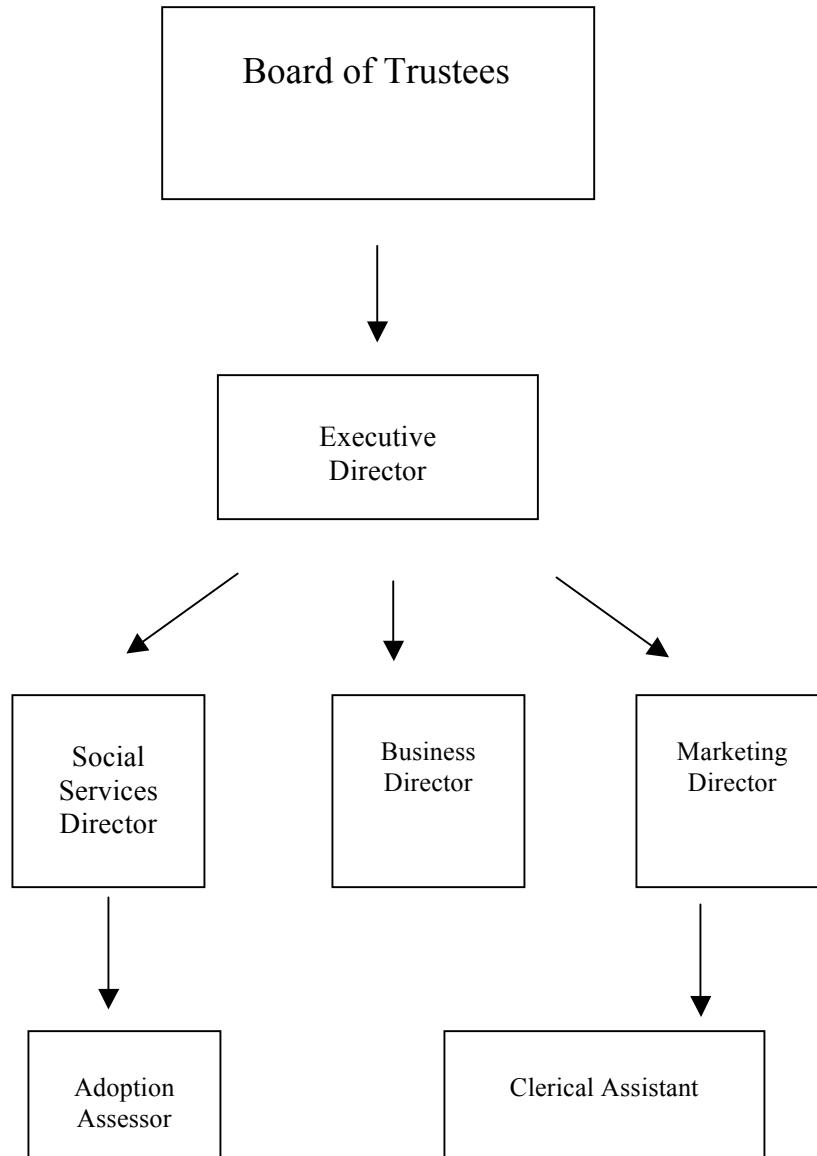 Board of Trustees
Executive
Director
Social
Services
Director
Business
Director
Marketing
Director
Adoption
Assessor
Clerical Assistant